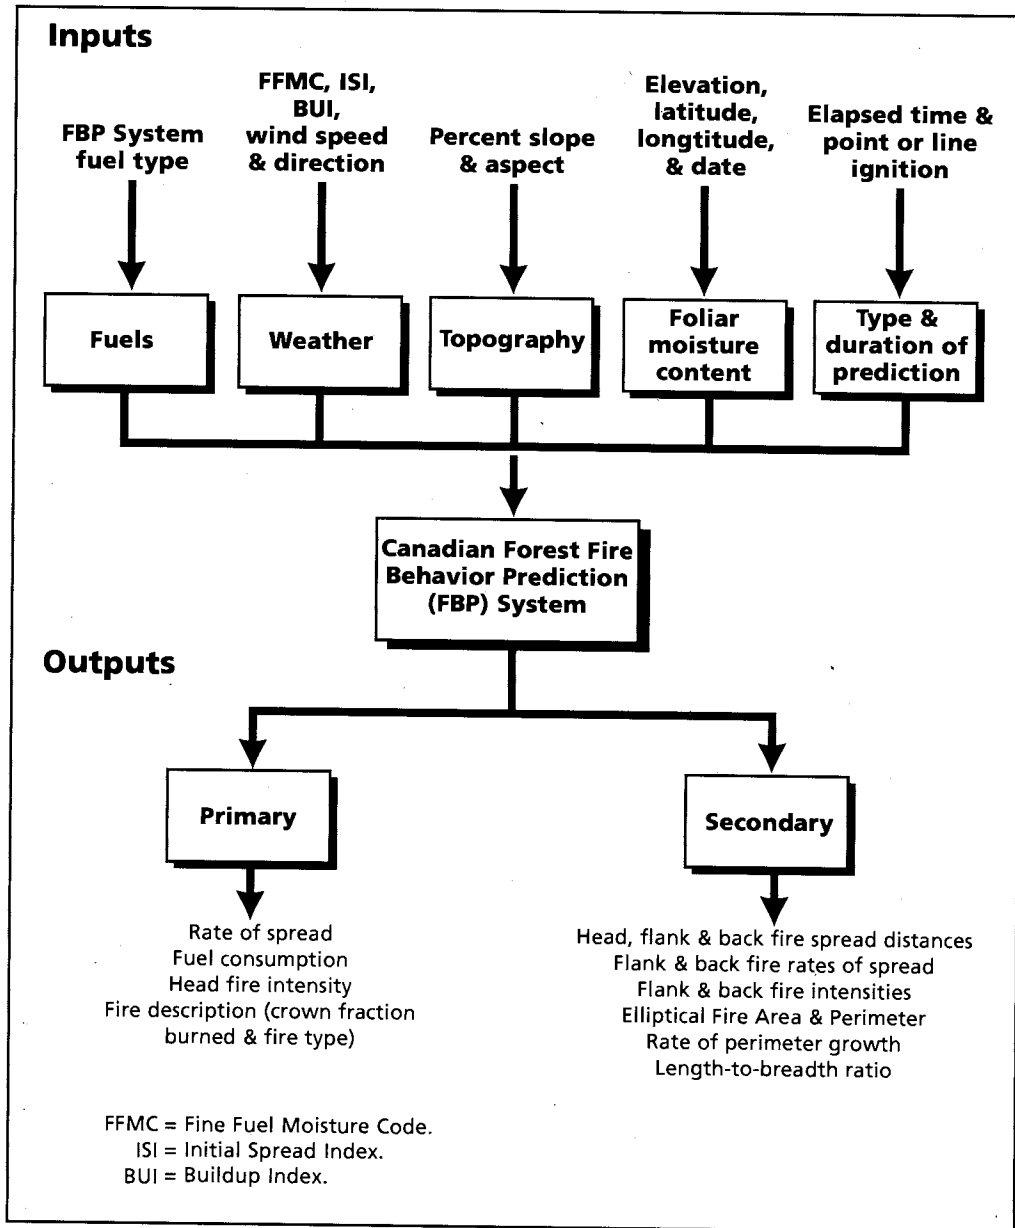 Inputs
FBP System
fuel type
FFMC, ISI,
BUI,
wind speed
& direction
Percent slope
& aspect
Elevation,
latitude,
longtitude,
& date
Elapsed time &
point or line
ignition
Fuels
Weather
Topography
Foliar
moisture
content
Type &
duration of
prediction
Canadian Forest Fire
Behavior Prediction
(FBP) System
Outputs
Primary
Secondary
Rate of spread
Fuel consumption
Head fire intensity
Fire description (crown fraction
burned & fire type)
Head, flank & back fire spread distances
Flank & back fire rates of spread
Flank & back fire intensities
Elliptical Fire Area & Perimeter
Rate of perimeter growth
Length-to-breadth ratio
FFMC = Fine Fuel Moisture Code.
ISI = Initial Spread Index.
BUI = Buildup Index.